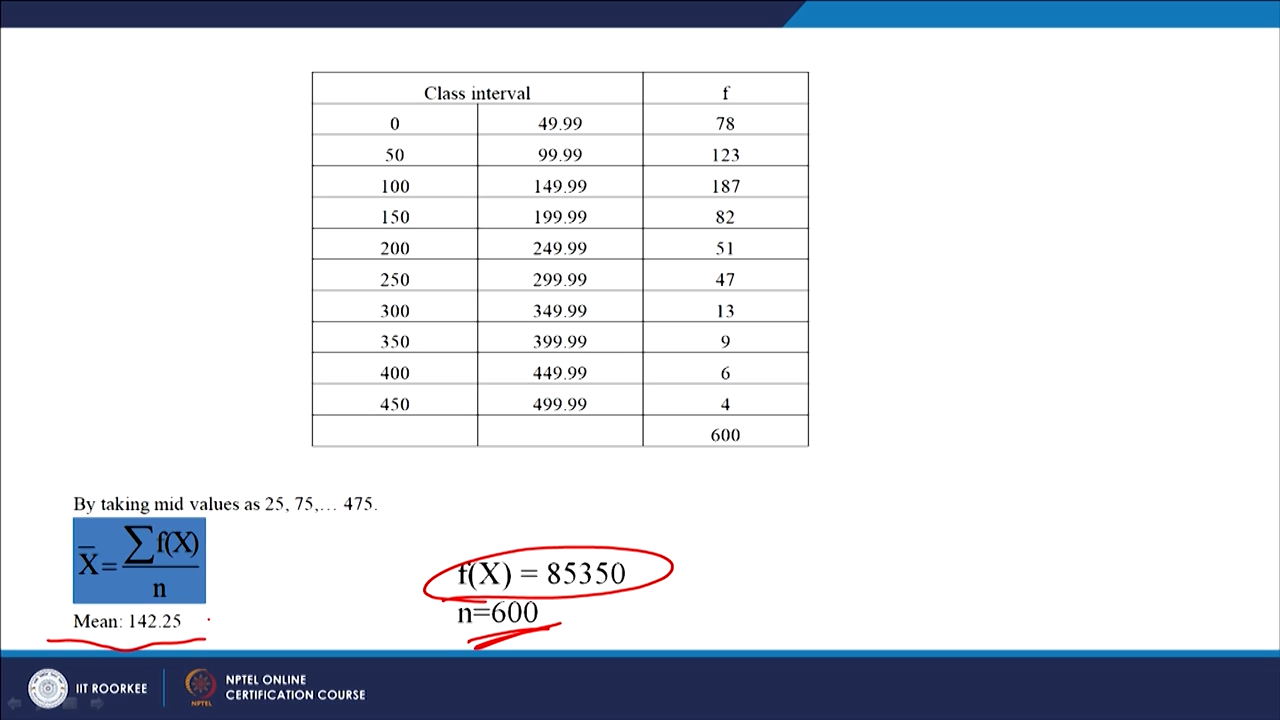 Class interval f
0 49.99 78
50 99.99 123
100 149.99 187
150 199.99 82
200 249.99 51
250 299.99 47
300 349.99 13
350 399.99 9
400 449.99 6
450 499.99 4
600
By taking mid values as 25, 75,... 475.
X̅ = ∑f(X) / n
Mean: 142.25
f(X) = 85350
n=600
IIT ROORKEE
NPTEL
NPTEL ONLINE
CERTIFICATION COURSE